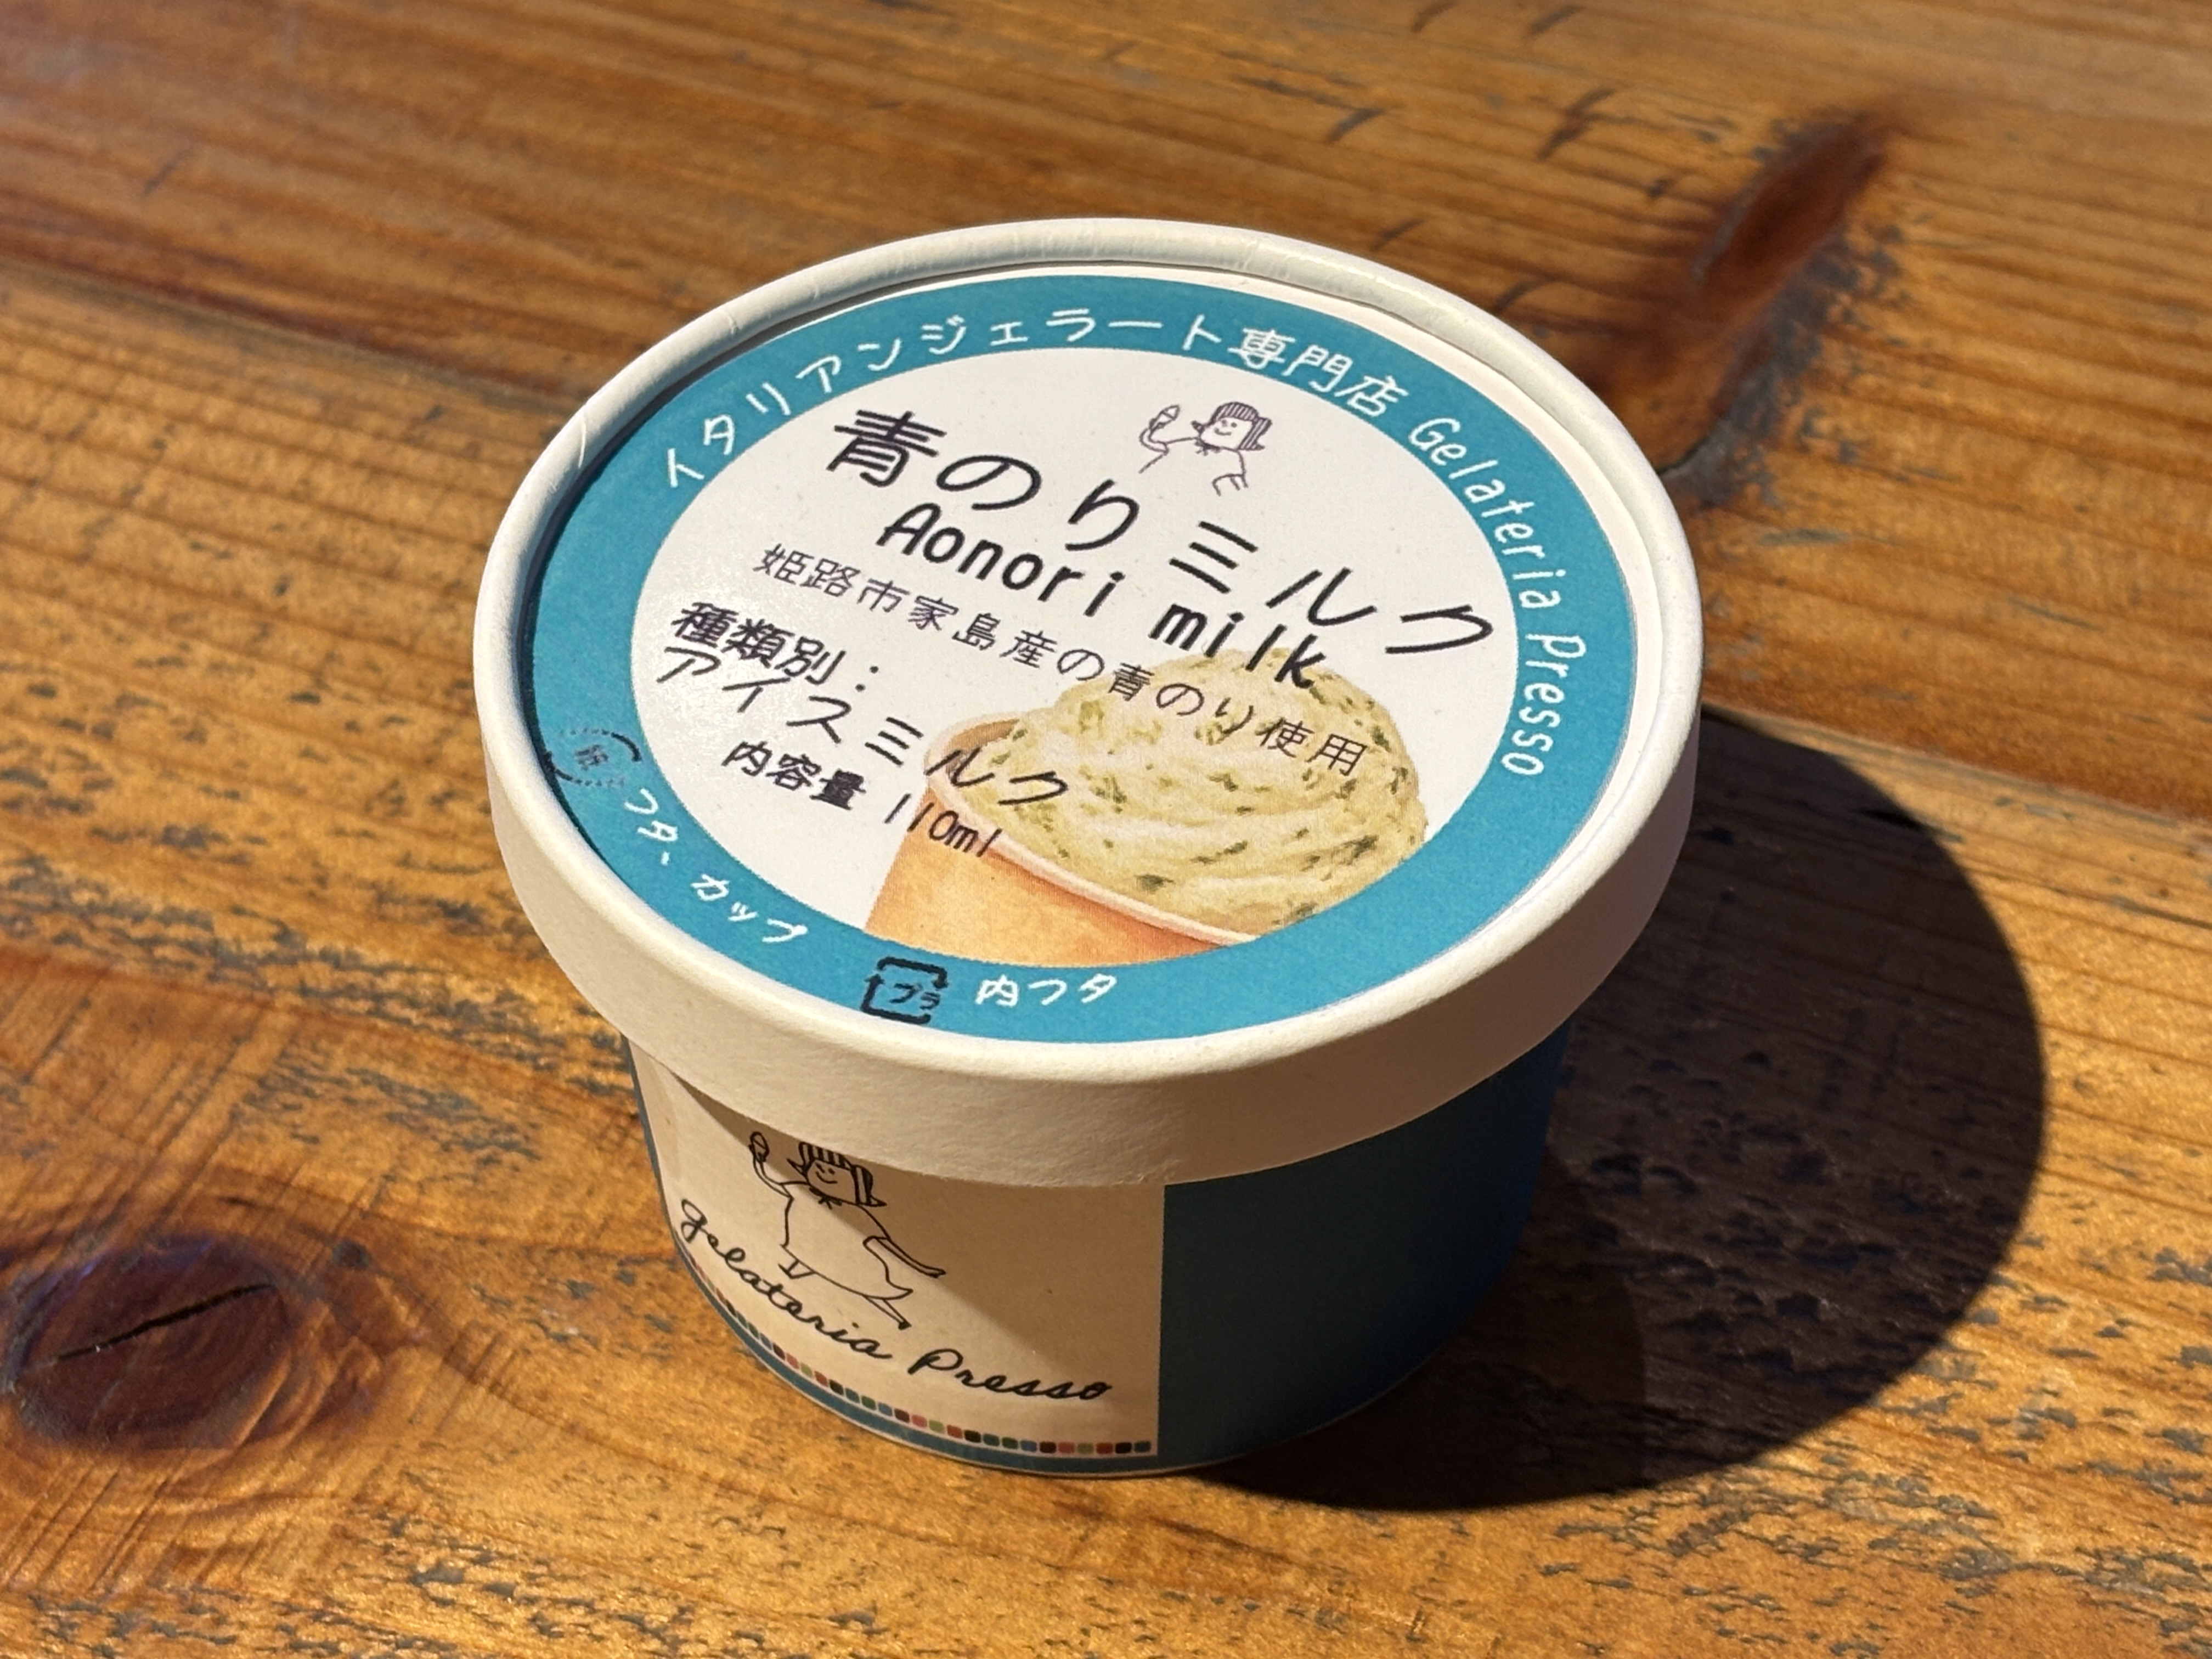 イタリアンジェラート専門店 Gelateria Presso
青のりミルク
Aonori milk
姫路市家島産の青のり使用
種類別：
アイスミルク
内容量 110ml
紙 フタ、カップ
プラ 内フタ
gelateria Presso